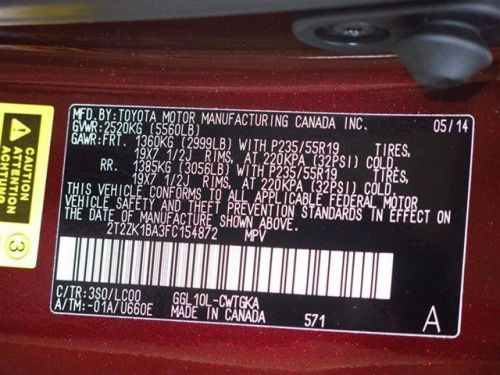 MFD.BY:TOYOTA MOTOR MANUFACTURING CANADA INC. 05/14
GVWR:2520KG (5560LB)
GAWR:FRT. 1360KG (2999LB) WITH P235/55R19 TIRES,
19X7 1/2J RIMS, AT 220KPA (32PSI) COLD.
RR. 1385KG (3056LB) WITH P235/55R19 TIRES,
19X7 1/2J RIMS, AT 220KPA (32PSI) COLD.
THIS VEHICLE CONFORMS TO ALL APPLICABLE FEDERAL MOTOR
VEHICLE SAFETY AND THEFT PREVENTION STANDARDS IN EFFECT
ON THE DATE OF MANUFACTURE SHOWN ABOVE.
2T2ZK1BA3FC154872 MPV
C/TR:3S0/LC00 GGL10L-CWTGKA
A/TM:-01A/U660E MADE IN CANADA 571 A
CAUTION
ATTENTION
ACHTUNG
3